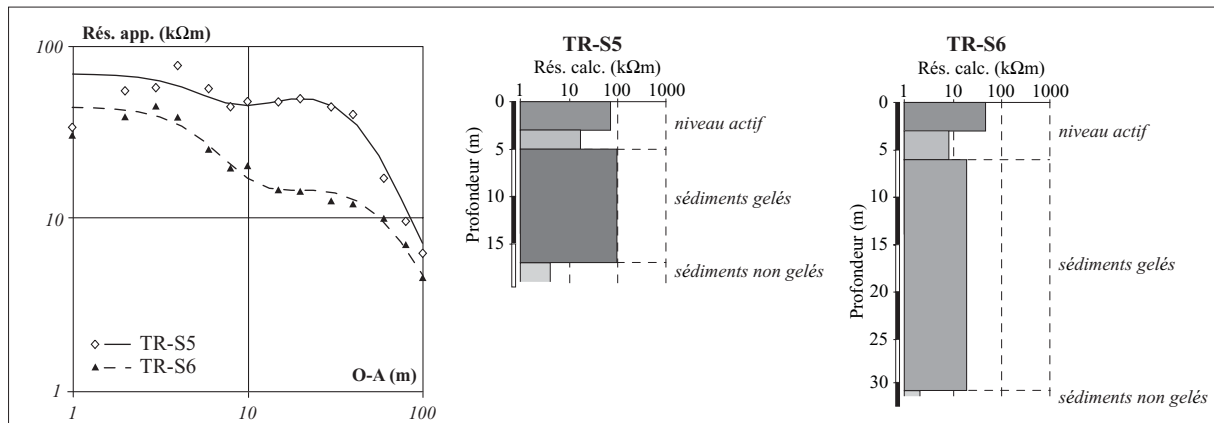 Rés. app. (kΩm)
100
10
1
TR-S5
TR-S6
O-A (m)
1 10 100
TR-S5
Rés. calc. (kΩm)
1 10 100 1000
Profondeur (m)
0
5
10
15
niveau actif
sédiments gelés
sédiments non gelés
TR-S6
Rés. calc. (kΩm)
1 10 100 1000
Profondeur (m)
0
5
10
15
20
25
30
niveau actif
sédiments gelés
sédiments non gelés